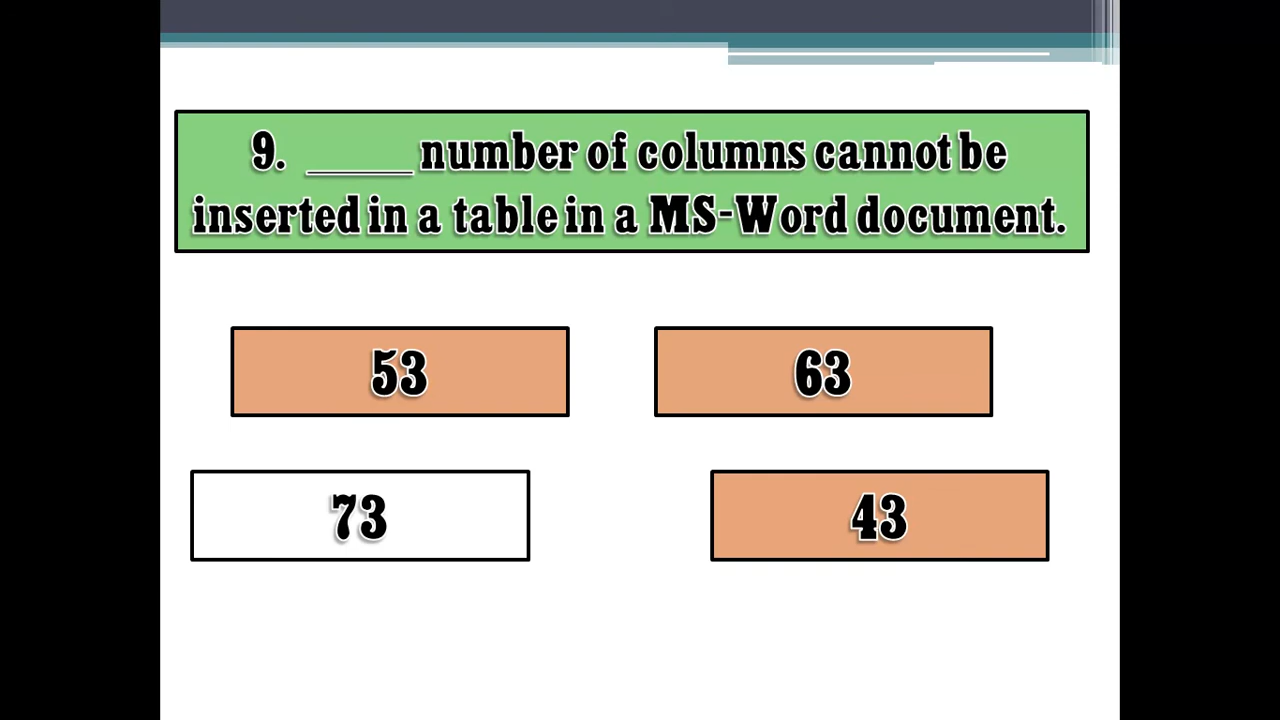 9. _____ number of columns cannot be
inserted in a table in a MS-Word document.
53
63
73
43